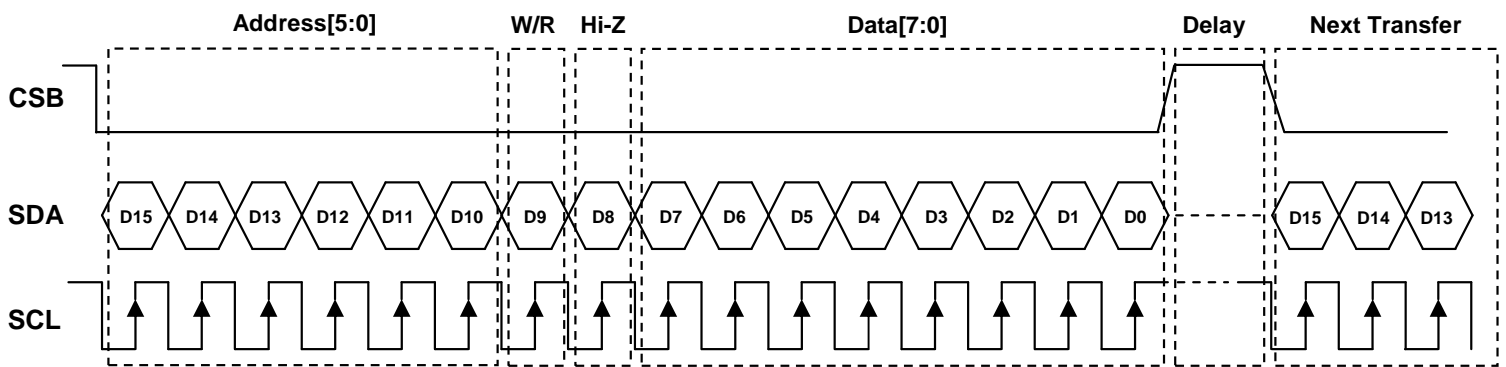 Address[5:0] W/R Hi-Z Data[7:0] Delay Next Transfer
CSB
SDA D15 D14 D13 D12 D11 D10 D9 D8 D7 D6 D5 D4 D3 D2 D1 D0 D15 D14 D13
SCL